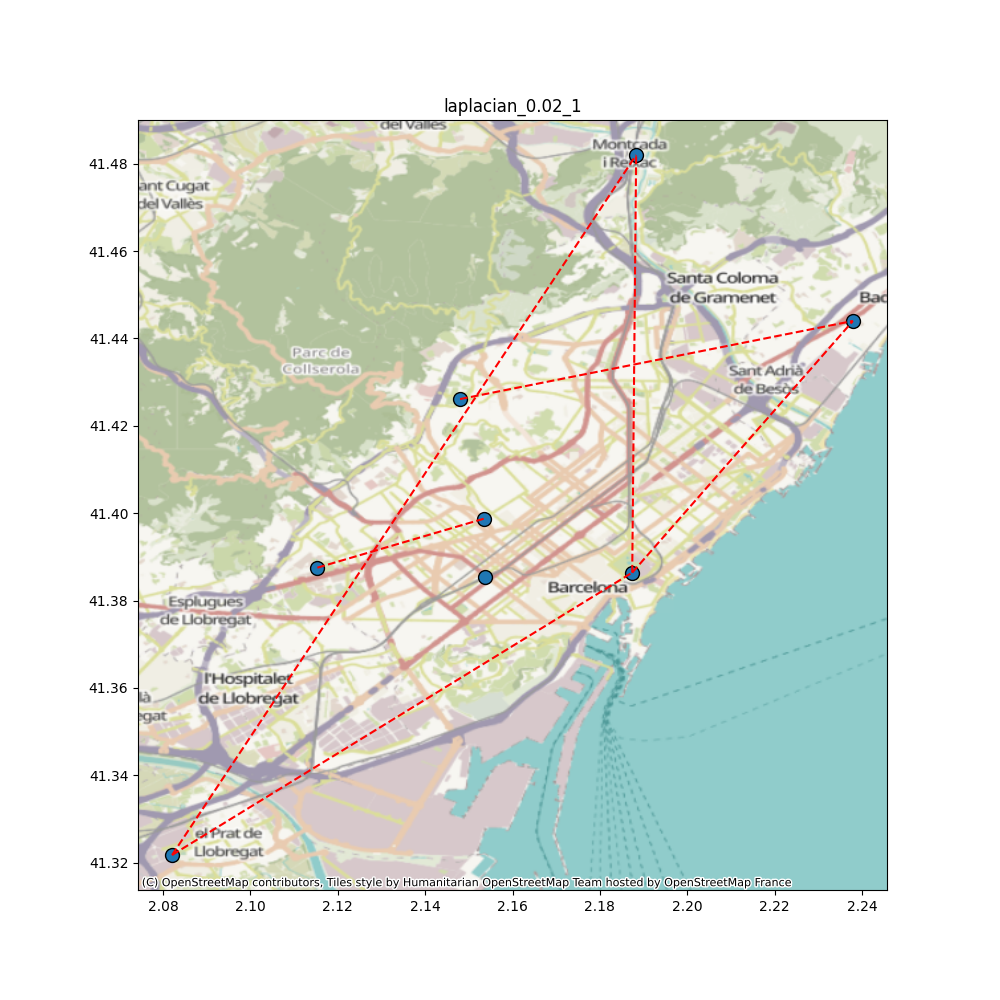 laplacian_0.02_1
del Vallès
Montcada
i Reixac
ant Cugat
del Vallès
Santa Coloma
de Gramenet
Bad
Parc de
Collserola
Sant Adrià
de Besòs
Barcelona
Esplugues
de Llobregat
l'Hospitalet
de Llobregat
là
egat
el Prat de
Llobregat
(C) OpenStreetMap contributors, Tiles style by Humanitarian OpenStreetMap Team hosted by OpenStreetMap France
41.48
41.46
41.44
41.42
41.40
41.38
41.36
41.34
41.32
2.08 2.10 2.12 2.14 2.16 2.18 2.20 2.22 2.24